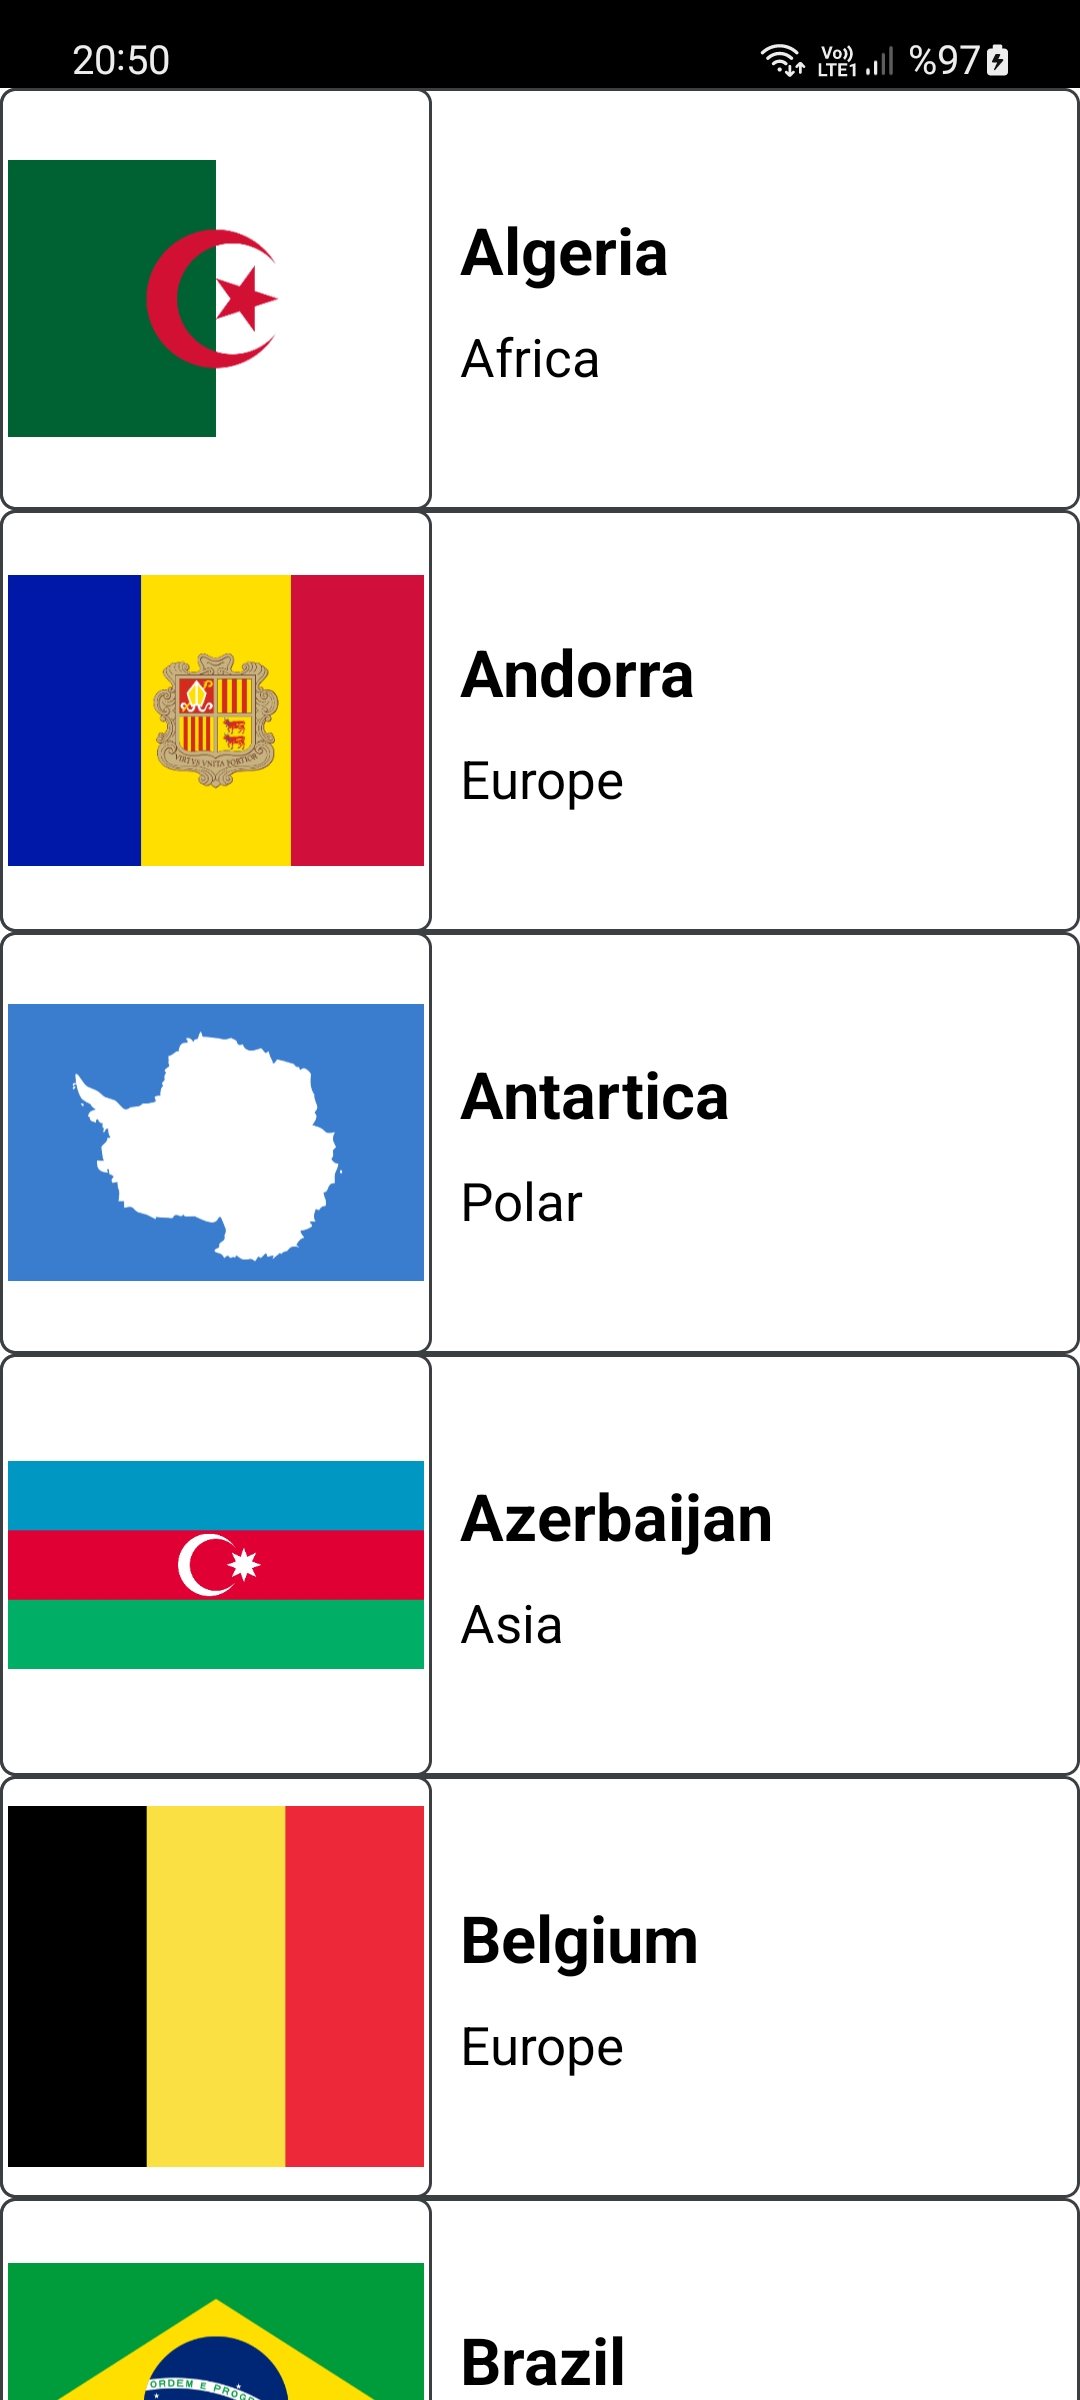 20:50 Vo)) LTE1 %97
Algeria
Africa
Andorra
Europe
VIRTVS VNITA FORTIOR
Antartica
Polar
Azerbaijan
Asia
Belgium
Europe
Brazil
ORDEM E PROG